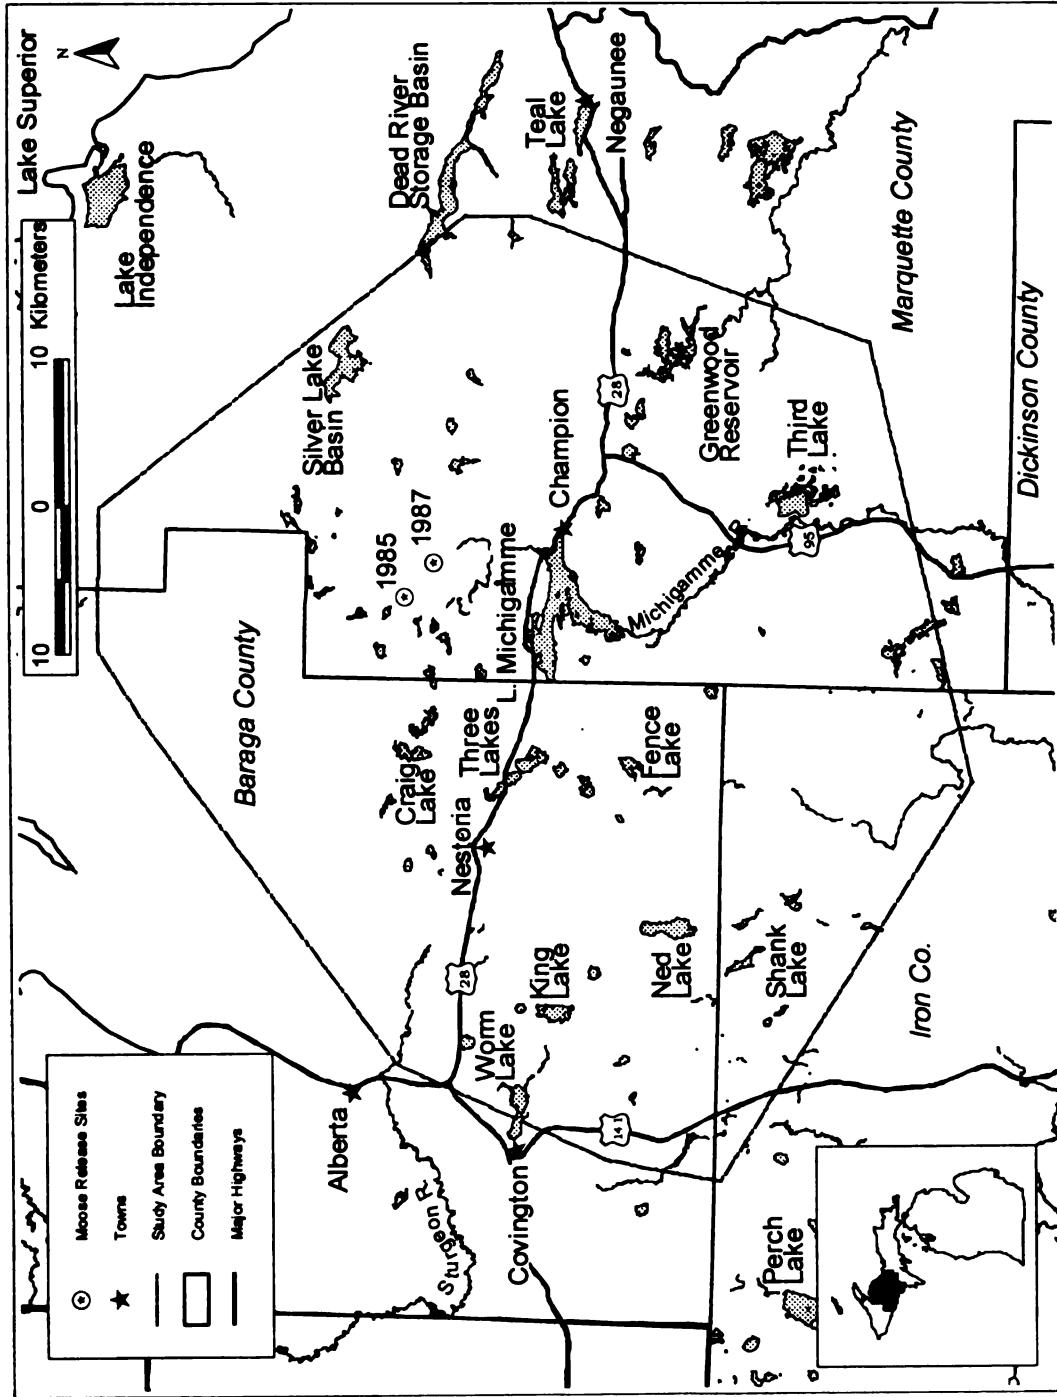 Lake Superior
N
10 0 10 Kilometers
Lake
Independence
Dead River
Storage Basin
Teal
Lake
Negaunee
Silver Lake
Basin
1985
1987
Champion
L. Michigamme
Michigamme
28
Greenwood
Reservoir
Third
Lake
95
Marquette County
Dickinson County
Baraga County
Craig
Lake
Three
Lakes
Nestoria
Fence
Lake
28
King
Lake
Ned
Lake
Shank
Lake
Iron Co.
Worm
Lake
Alberta
Sturgeon R.
Covington
141
Perch
Lake
Moose Release Sites
Towns
Study Area Boundary
County Boundaries
Major Highways